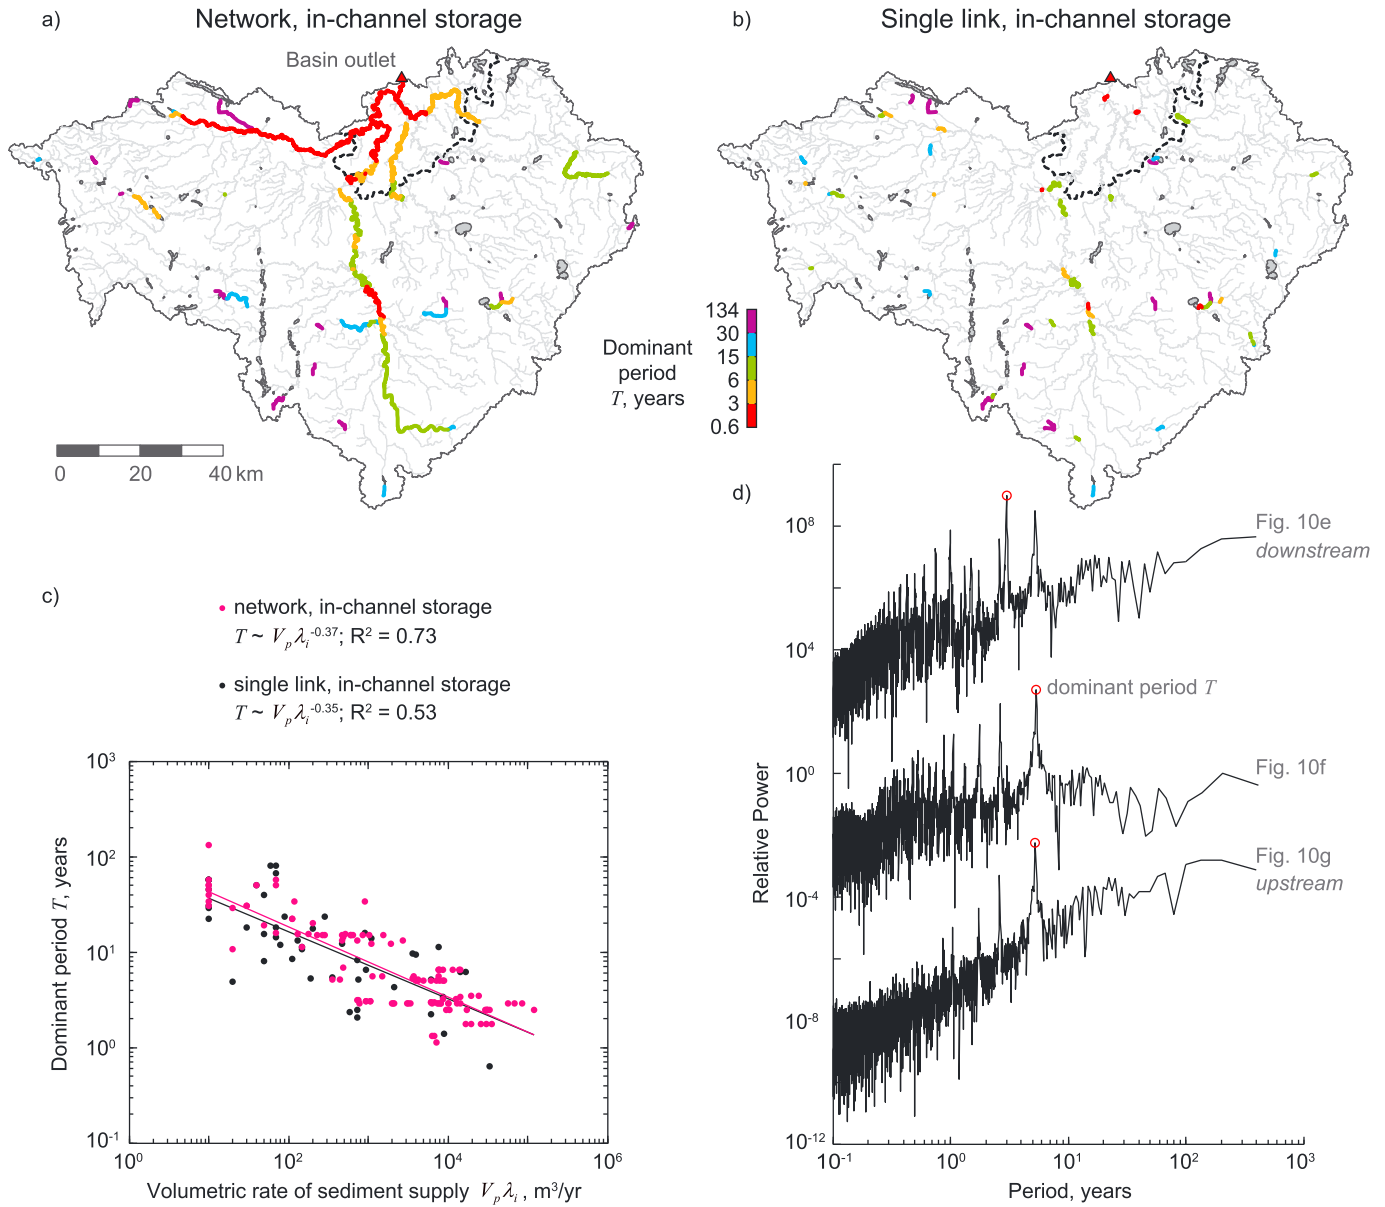 a)
Network, in-channel storage
Basin outlet
b)
Single link, in-channel storage
Dominant
period
T, years
134
30
15
6
3
0.6
0
20
40 km
c)
network, in-channel storage
T ~ Vₚλᵢ⁻⁰·³⁷; R² = 0.73
single link, in-channel storage
T ~ Vₚλᵢ⁻⁰·³⁵; R² = 0.53
Dominant period T, years
10³
10²
10¹
10⁰
10⁻¹
10⁰
10²
10⁴
10⁶
Volumetric rate of sediment supply Vₚλᵢ, m³/yr
d)
Fig. 10e
downstream
dominant period T
Fig. 10f
Fig. 10g
upstream
Relative Power
10⁸
10⁴
10⁰
10⁻⁴
10⁻⁸
10⁻¹²
10⁻¹
10⁰
10¹
10²
10³
Period, years